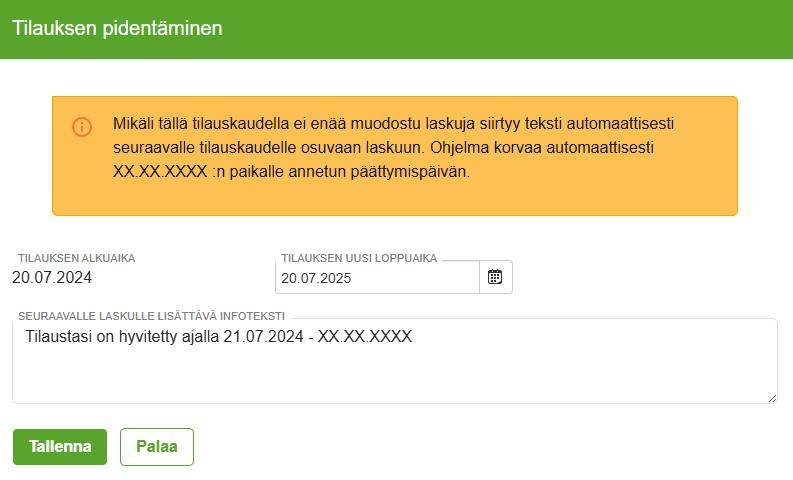 Tilauksen pidentäminen
Mikäli tällä tilauskaudella ei enää muodostu laskuja siirtyy teksti automaattisesti
seuraavalle tilauskaudelle osuvaan laskuun. Ohjelma korvaa automaattisesti
XX.XX.XXXX :n paikalle annetun päättymispäivän.
TILAUKSEN ALKUAIKA
20.07.2024
TILAUKSEN UUSI LOPPUAIKA
20.07.2025
SEURAAVALLE LASKULLE LISÄTTÄVÄ INFOTEKSTI
Tilaustasi on hyvitetty ajalla 21.07.2024 - XX.XX.XXXX
Tallenna
Palaa